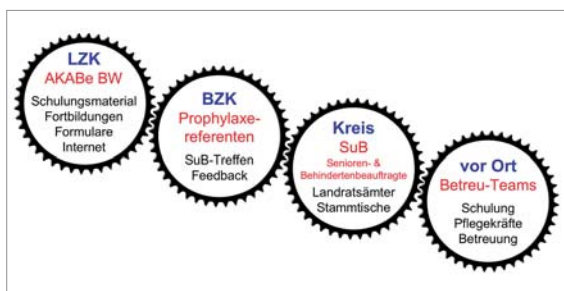 LZK
AKABe BW
Schulungsmaterial
Fortbildungen
Formulare
Internet
BZK
Prophylaxe-
referenten
SuB-Treffen
Feedback
Kreis
SuB
Senioren- &
Behindertenbeauftragte
Landratsämter
Stammtische
vor Ort
Betreu-Teams
Schulung
Pflegekräfte
Betreuung